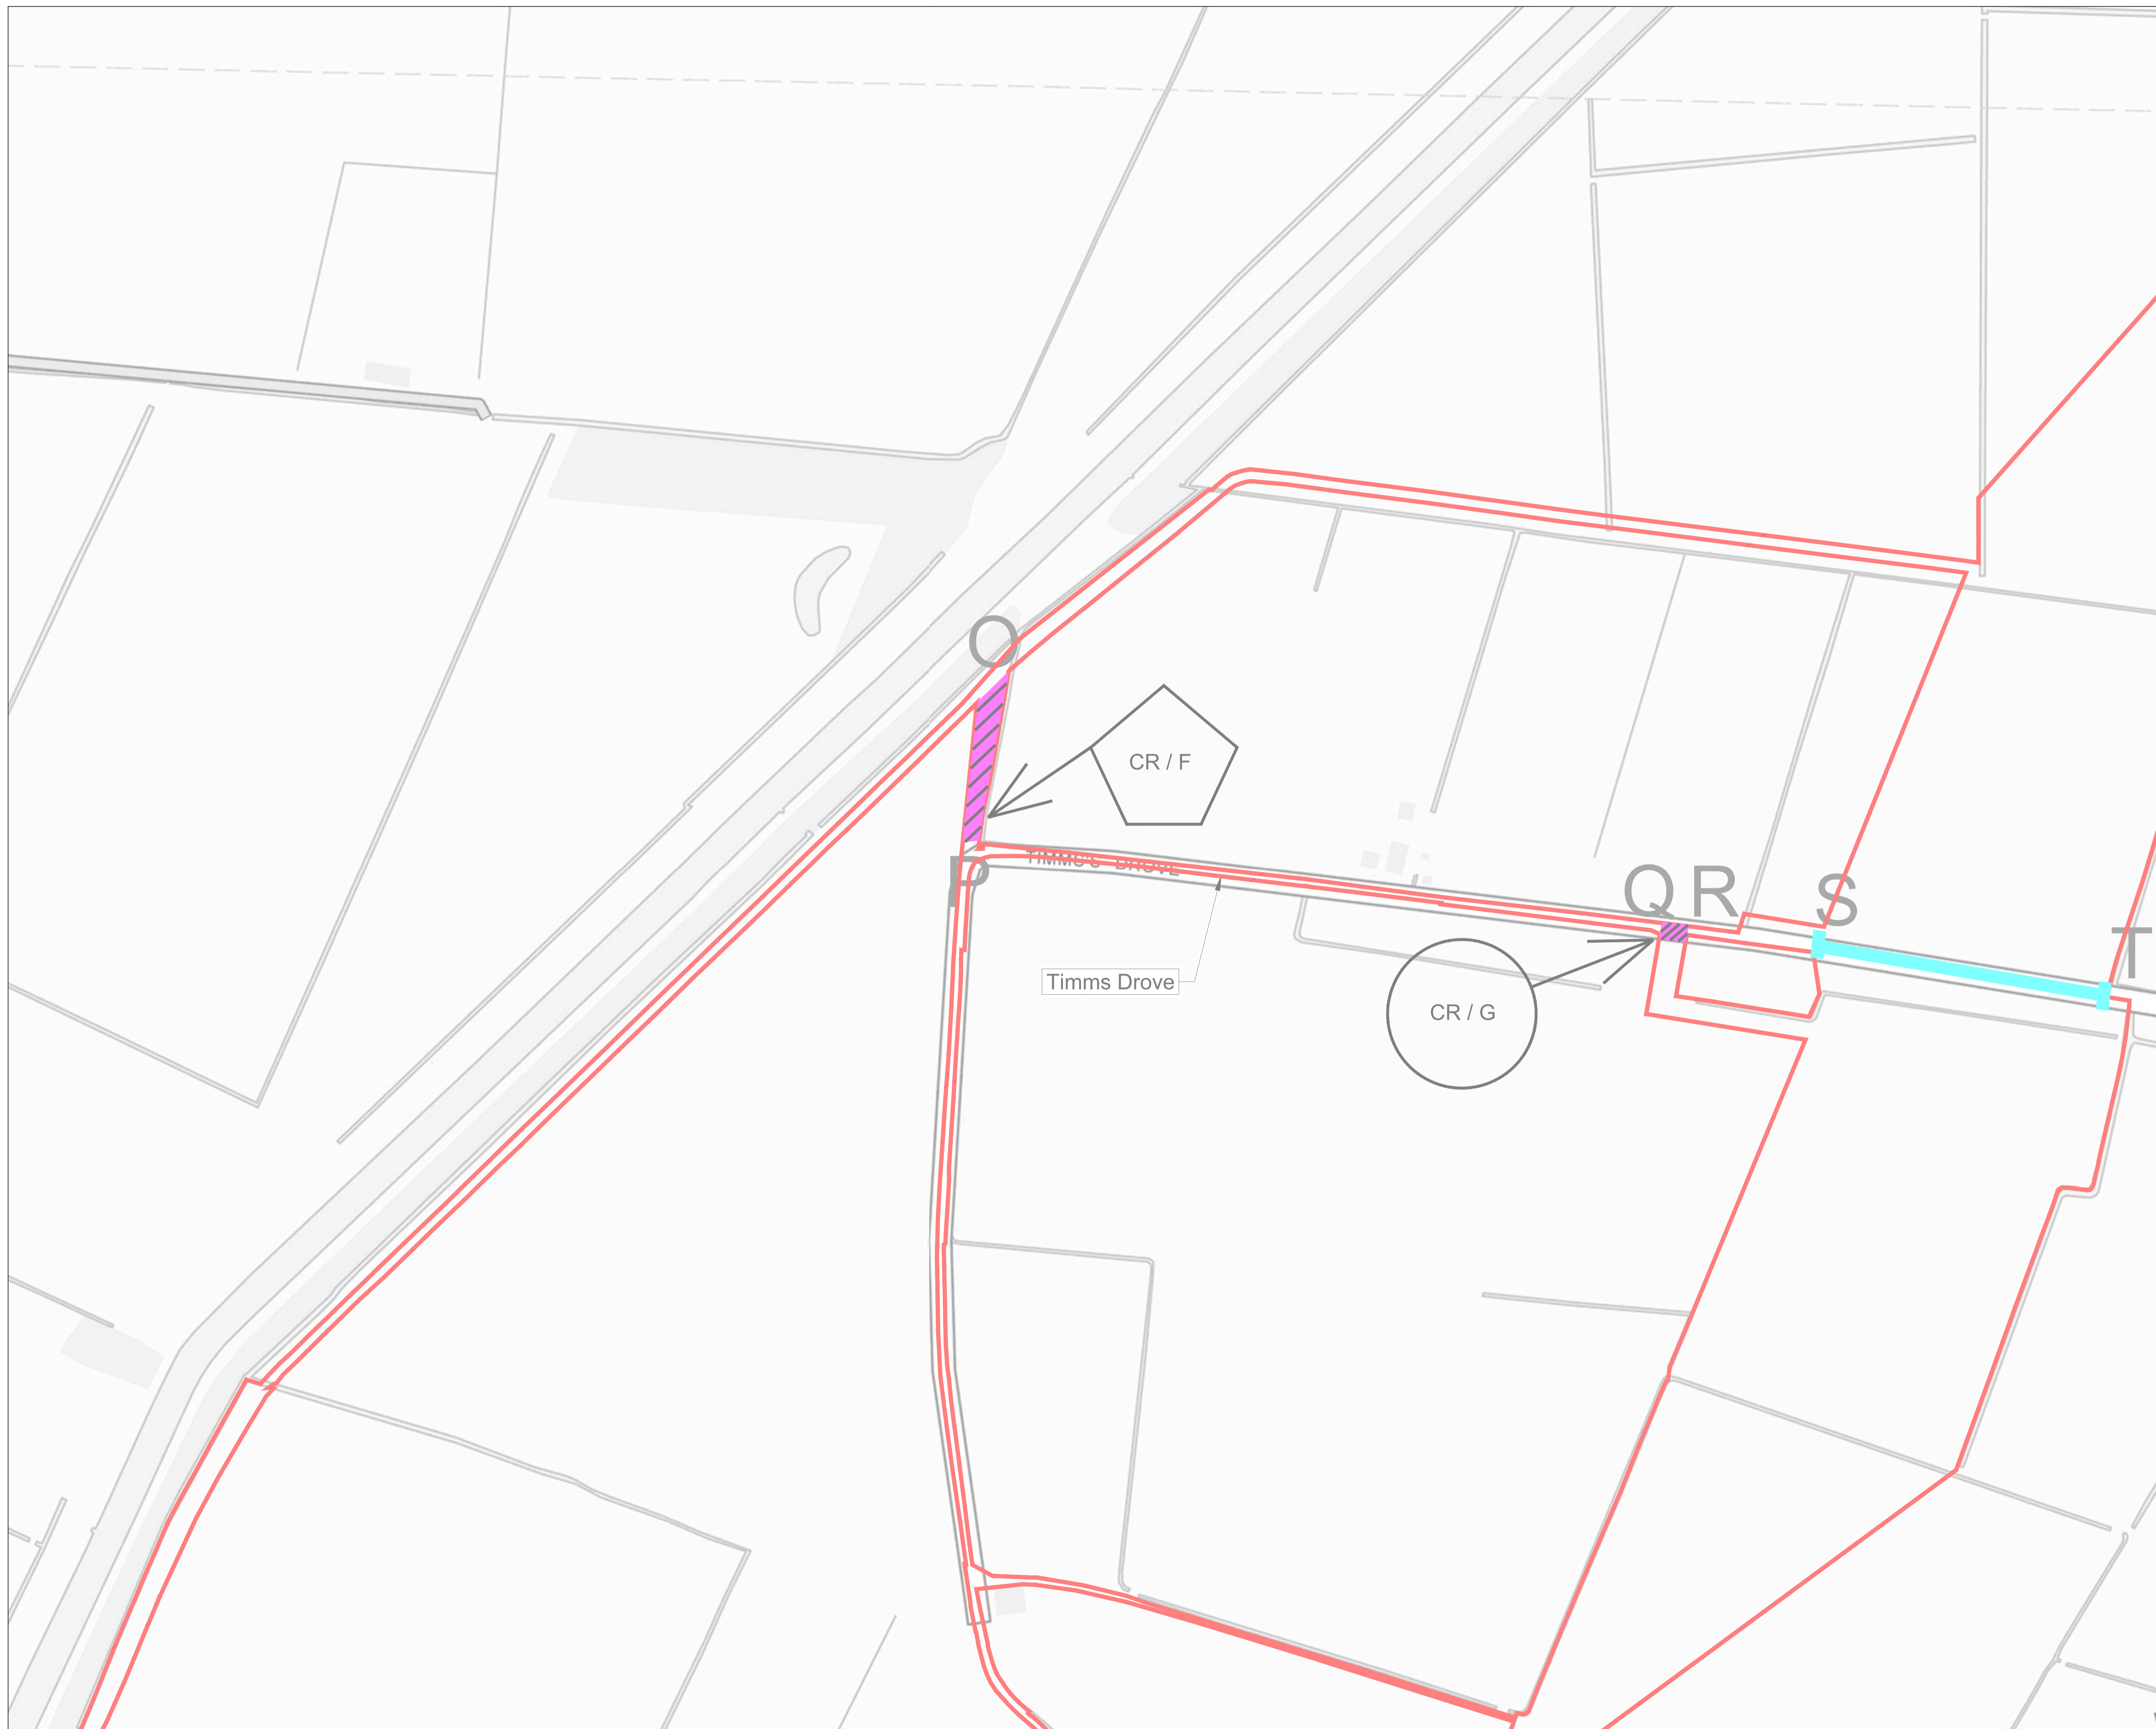 O
CR / F
P
TIMMS'S DROVE
Q R S
T
Timms Drove
CR / G